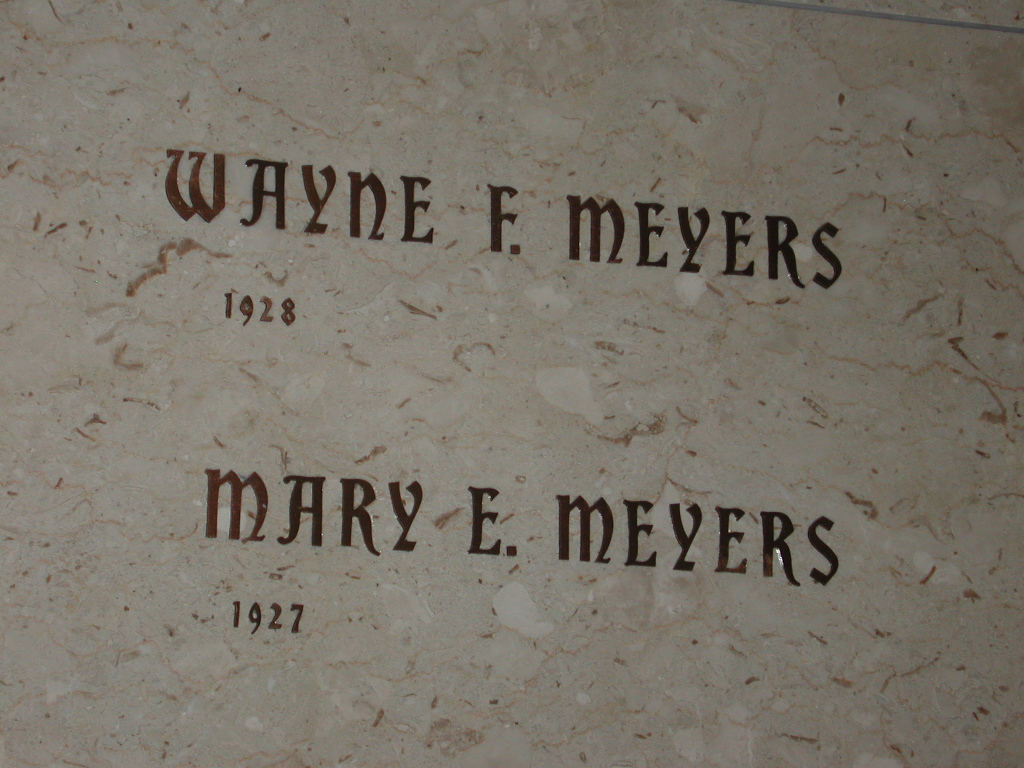 WAYNE F. MEYERS
1928
MARY E. MEYERS
1927